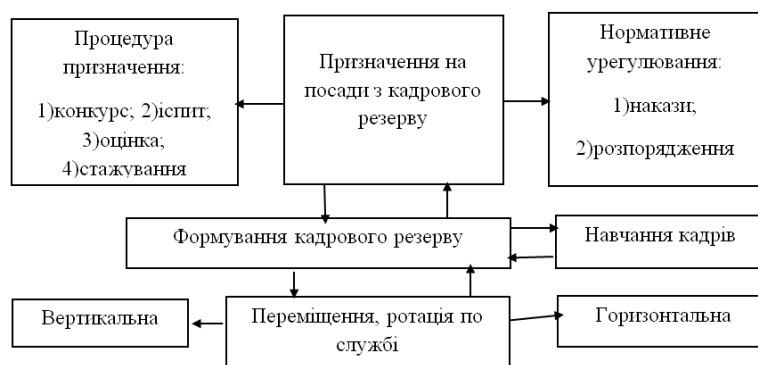 Процедура
призначення:
1)конкурс; 2)іспит;
3)оцінка;
4)стажування
Призначення на
посади з кадрового
резерву
Нормативне
урегулювання:
1)накази;
2)розпорядження
Формування кадрового резерву
Навчання кадрів
Вертикальна
Переміщення, ротація по
службі
Горизонтальна